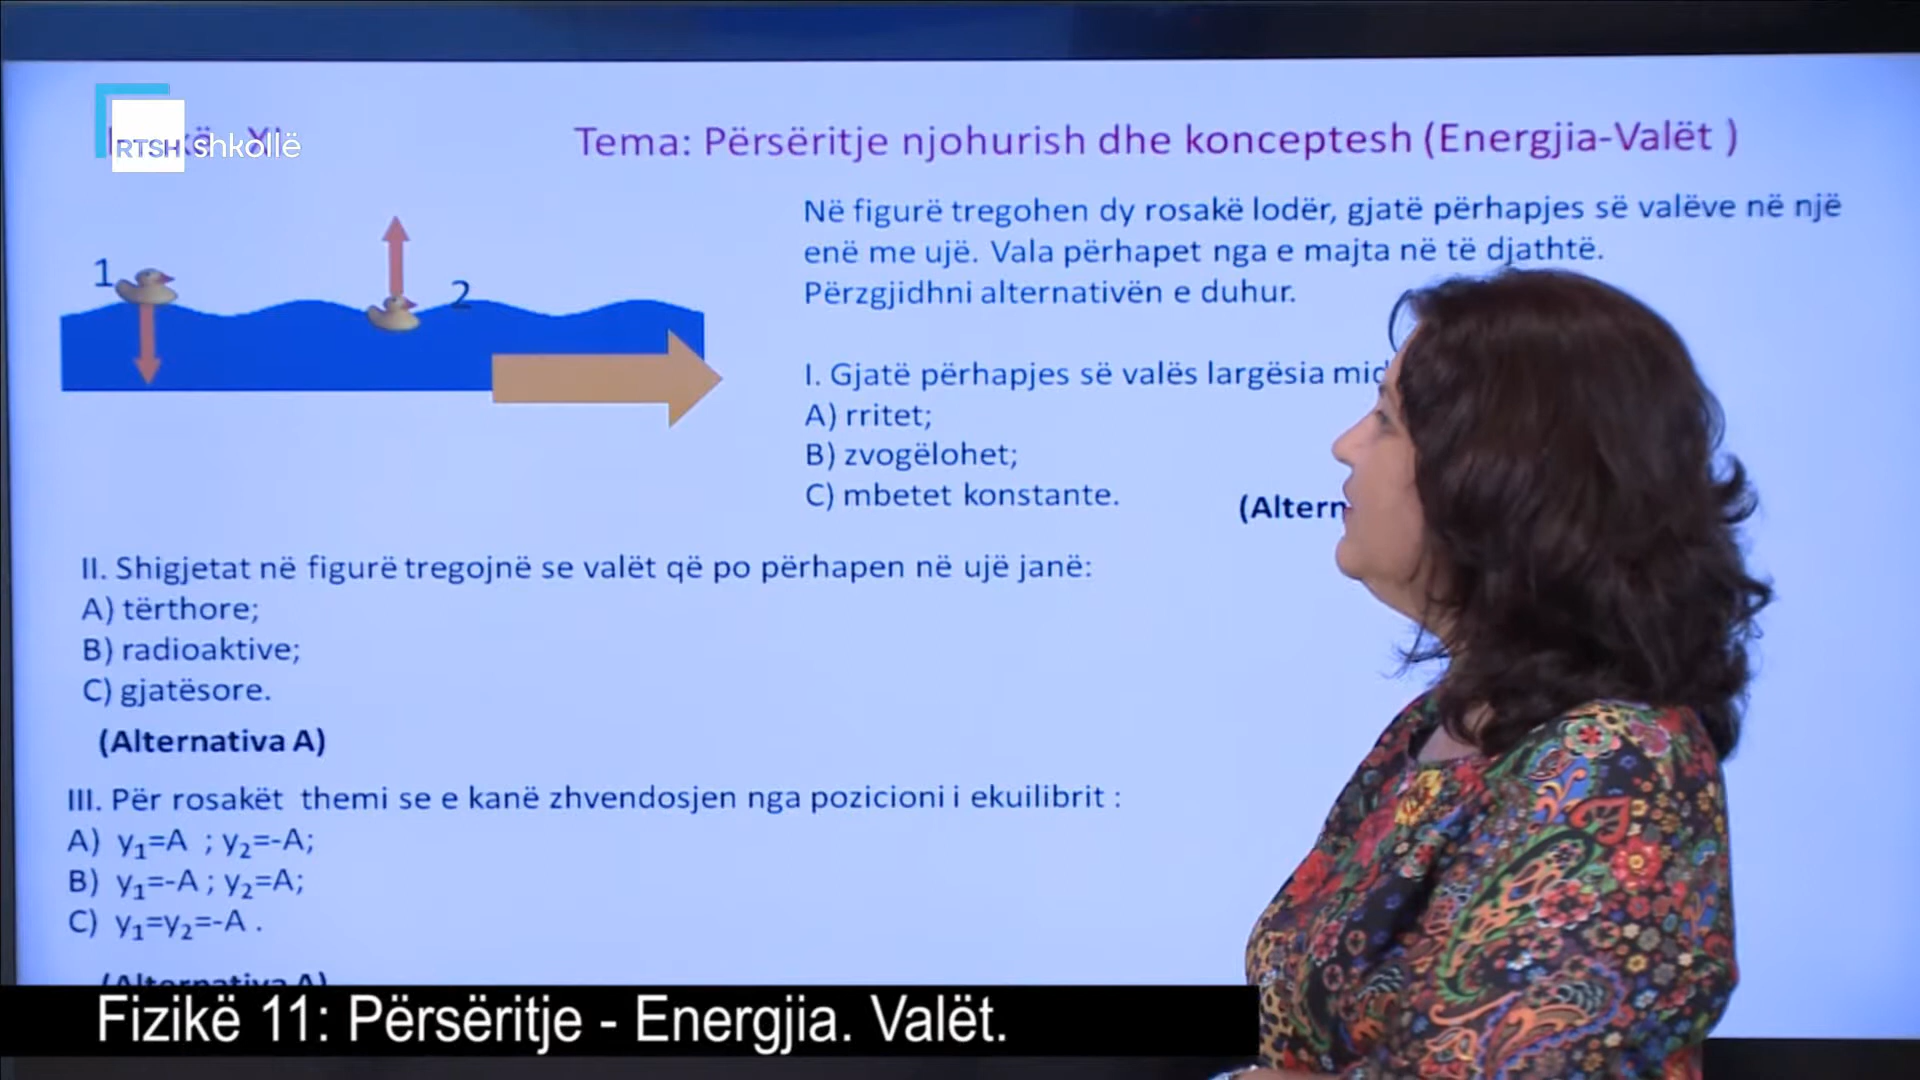 RTSH shkollë
Tema: Përsëritje njohurish dhe konceptesh (Energjia-Valët )
Në figurë tregohen dy rosakë lodër, gjatë përhapjes së valëve në një
enë me ujë. Vala përhapet nga e majta në të djathtë.
Përzgjidhni alternativën e duhur.
1
2
I. Gjatë përhapjes së valës largësia
A) rritet;
B) zvogëlohet;
C) mbetet konstante.
II. Shigjetat në figurë tregojnë se valët që po përhapen në ujë janë:
A) tërthore;
B) radioaktive;
C) gjatësore.
(Alternativa A)
III. Për rosakët themi se e kanë zhvendosjen nga pozicioni i ekuilibrit :
A) y₁=A ; y₂=-A;
B) y₁=-A ; y₂=A;
C) y₁=y₂=-A .
(Alternativa A)
Fizikë 11: Përsëritje - Energjia. Valët.